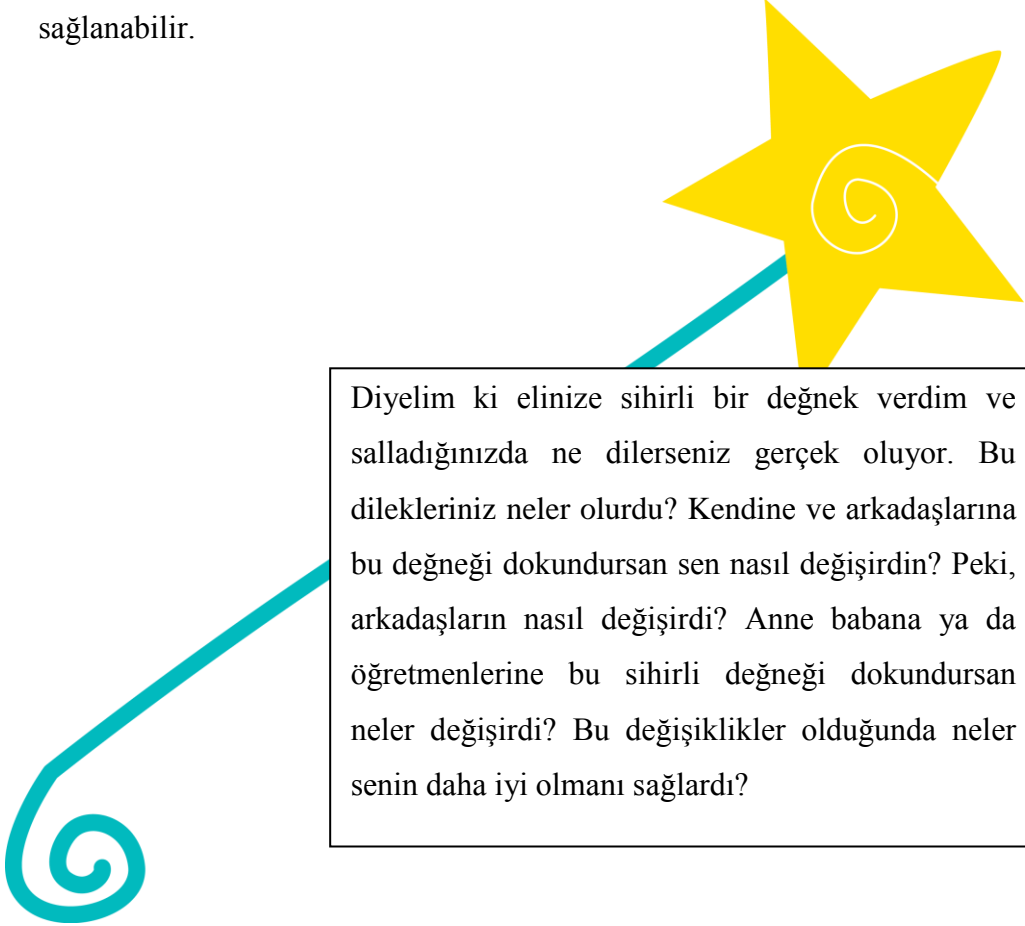 sağlanabilir.
Diyelim ki elinize sihirli bir değnek verdim ve
salladığınızda ne dilerseniz gerçek oluyor. Bu
dilekleriniz neler olurdu? Kendine ve arkadaşlarına
bu değneği dokundursan sen nasıl değişirdin? Peki,
arkadaşların nasıl değişirdi? Anne babana ya da
öğretmenlerine bu sihirli değneği dokundursan
neler değişirdi? Bu değişiklikler olduğunda neler
senin daha iyi olmanı sağlardı?